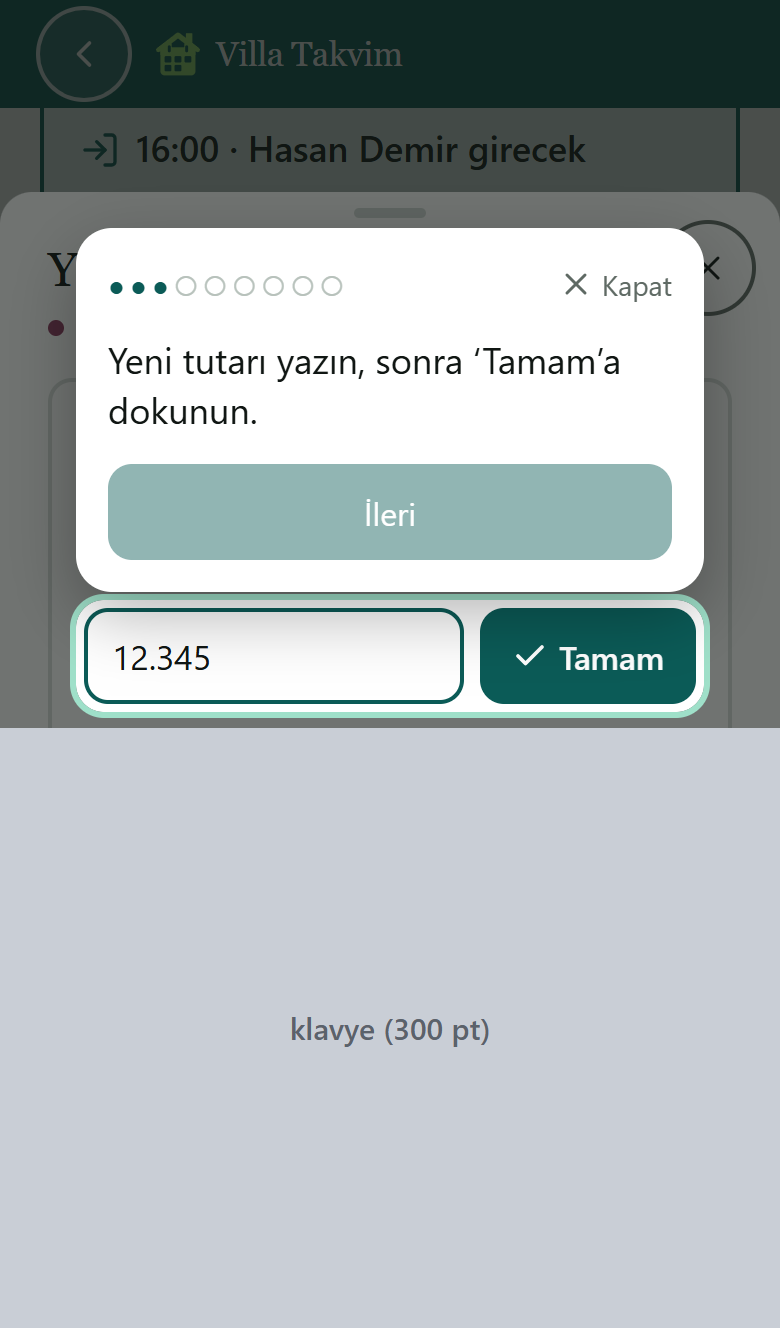 Villa Takvim
16:00 · Hasan Demir girecek
Y
Kapat
Yeni tutarı yazın, sonra ‘Tamam’a
dokunun.
İleri
12.345
Tamam
klavye (300 pt)